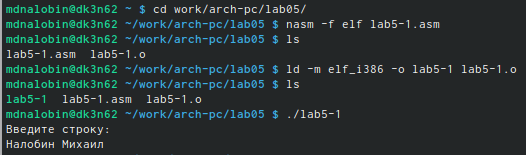 mdnalobin@dk3n62 ~ $ cd work/arch-pc/lab05/
mdnalobin@dk3n62 ~/work/arch-pc/lab05 $ nasm -f elf lab5-1.asm
mdnalobin@dk3n62 ~/work/arch-pc/lab05 $ ls
lab5-1.asm  lab5-1.o
mdnalobin@dk3n62 ~/work/arch-pc/lab05 $ ld -m elf_i386 -o lab5-1 lab5-1.o
mdnalobin@dk3n62 ~/work/arch-pc/lab05 $ ls
lab5-1  lab5-1.asm  lab5-1.o
mdnalobin@dk3n62 ~/work/arch-pc/lab05 $ ./lab5-1
Введите строку:
Налобин Михаил